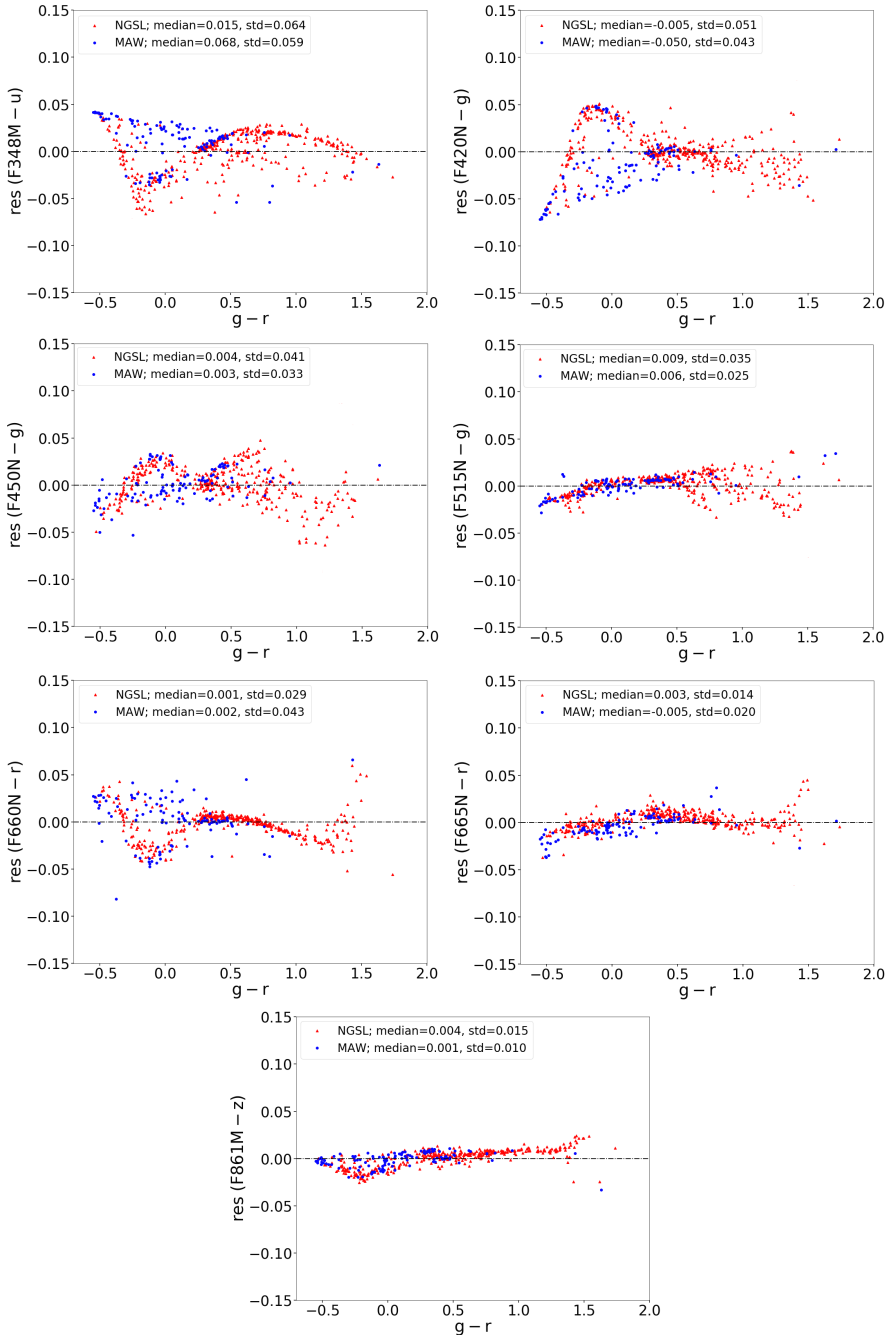 NGSL; median=0.015, std=0.064
MAW; median=0.068, std=0.059
0.15
0.10
0.05
0.00
−0.05
−0.10
−0.15
res (F348M − u)
−0.5 0.0 0.5 1.0 1.5 2.0
g − r
NGSL; median=-0.005, std=0.051
MAW; median=-0.050, std=0.043
0.15
0.10
0.05
0.00
−0.05
−0.10
−0.15
res (F420N − g)
−0.5 0.0 0.5 1.0 1.5 2.0
g − r
NGSL; median=0.004, std=0.041
MAW; median=0.003, std=0.033
0.15
0.10
0.05
0.00
−0.05
−0.10
−0.15
res (F450N − g)
−0.5 0.0 0.5 1.0 1.5 2.0
g − r
NGSL; median=0.009, std=0.035
MAW; median=0.006, std=0.025
0.15
0.10
0.05
0.00
−0.05
−0.10
−0.15
res (F515N − g)
−0.5 0.0 0.5 1.0 1.5 2.0
g − r
NGSL; median=0.001, std=0.029
MAW; median=0.002, std=0.043
0.15
0.10
0.05
0.00
−0.05
−0.10
−0.15
res (F660N − r)
−0.5 0.0 0.5 1.0 1.5 2.0
g − r
NGSL; median=0.003, std=0.014
MAW; median=-0.005, std=0.020
0.15
0.10
0.05
0.00
−0.05
−0.10
−0.15
res (F665N − r)
−0.5 0.0 0.5 1.0 1.5 2.0
g − r
NGSL; median=0.004, std=0.015
MAW; median=0.001, std=0.010
0.15
0.10
0.05
0.00
−0.05
−0.10
−0.15
res (F861M − z)
−0.5 0.0 0.5 1.0 1.5 2.0
g − r